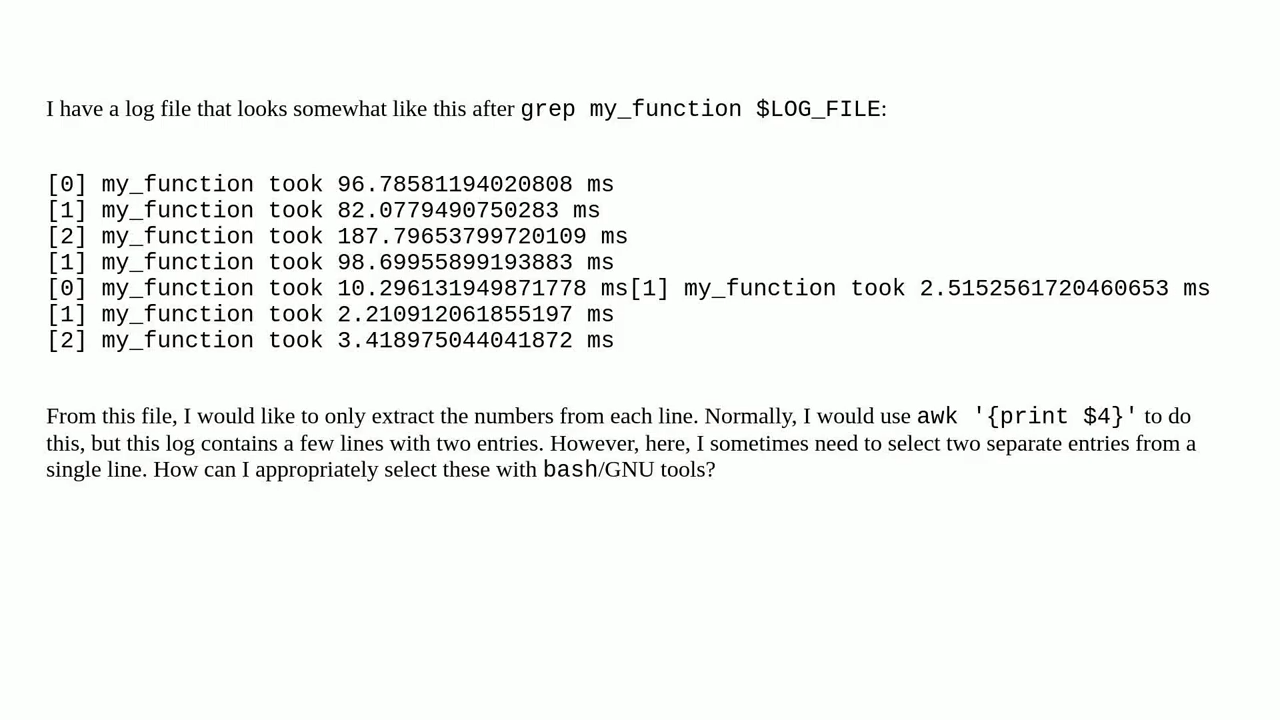 I have a log file that looks somewhat like this after grep my_function $LOG_FILE:
[0] my_function took 96.78581194020808 ms
[1] my_function took 82.0779490750283 ms
[2] my_function took 187.79653799720109 ms
[1] my_function took 98.69955899193883 ms
[0] my_function took 10.296131949871778 ms[1] my_function took 2.5152561720460653 ms
[1] my_function took 2.210912061855197 ms
[2] my_function took 3.418975044041872 ms
From this file, I would like to only extract the numbers from each line. Normally, I would use awk '{print $4}' to do
this, but this log contains a few lines with two entries. However, here, I sometimes need to select two separate entries from a
single line. How can I appropriately select these with bash/GNU tools?